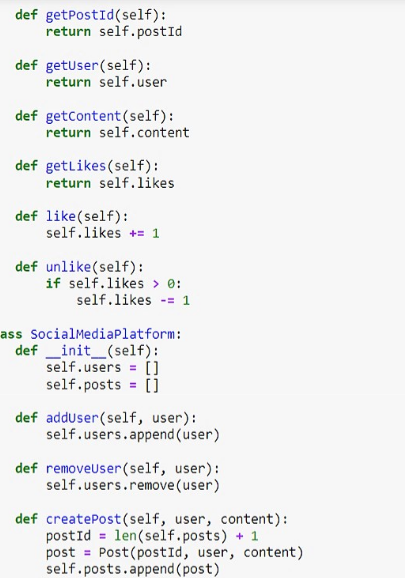 def getPostId(self):
return self.postId
def getUser(self):
return self.user
def getContent(self):
return self.content
def getLikes(self):
return self.likes
def like(self):
self.likes += 1
def unlike(self):
if self.likes > 0:
self.likes -= 1
ass SocialMediaPlatform:
def __init__(self):
self.users = []
self.posts = []
def addUser(self, user):
self.users.append(user)
def removeUser(self, user):
self.users.remove(user)
def createPost(self, user, content):
postId = len(self.posts) + 1
post = Post(postId, user, content)
self.posts.append(post)